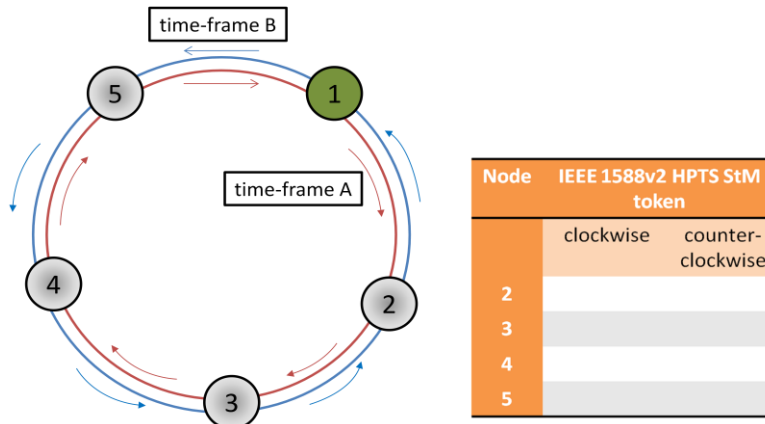 time-frame B
5
1
time-frame A
4
2
3
Node IEEE 1588v2 HPTS StM
token
clockwise counter-
clockwise
2
3
4
5